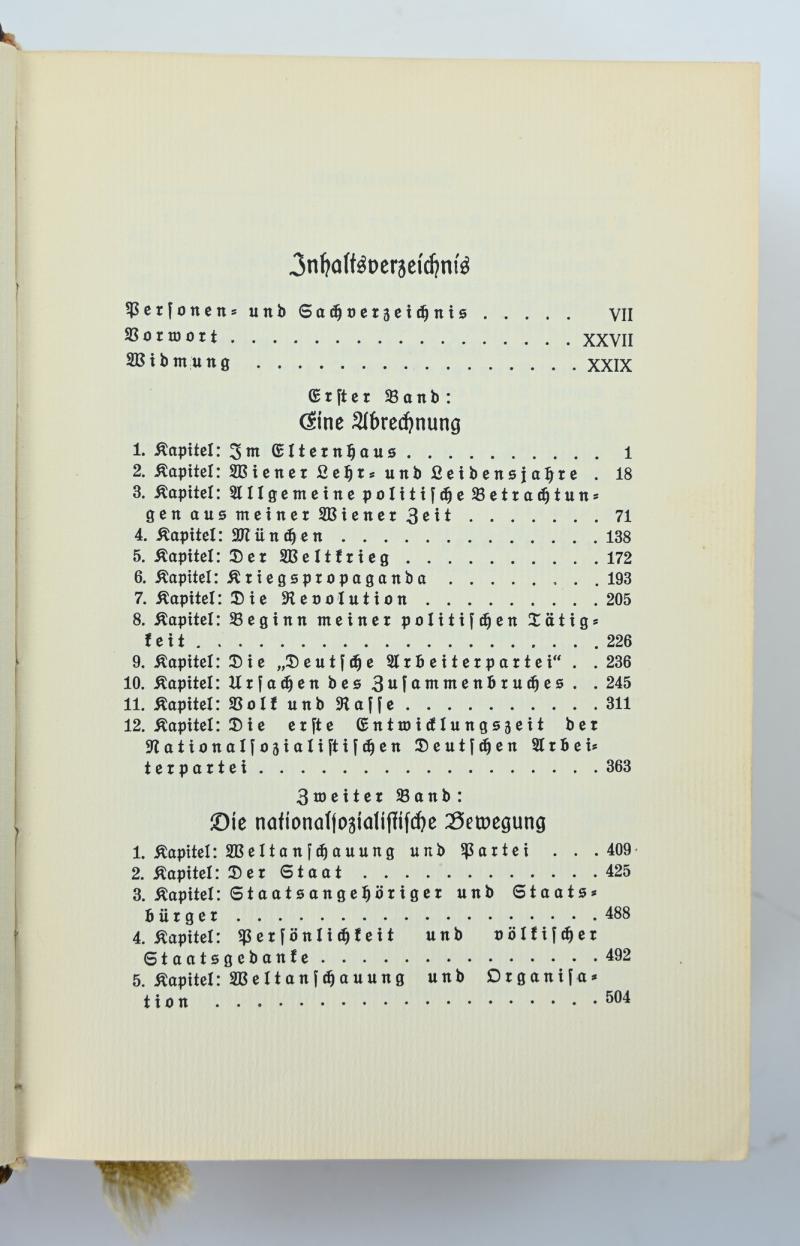 Inhaltsverzeichnis
Personen- und Sachverzeichnis . . . . . VII
Vorwort . . . . . . . . . . . . . . . . . XXVII
Widmung . . . . . . . . . . . . . . . . XXIX
Erster Band:
Eine Abrechnung
1. Kapitel: Im Elternhaus . . . . . . . . . . 1
2. Kapitel: Wiener Lehr- und Leidensjahre . 18
3. Kapitel: Allgemeine politische Betrachtun-
gen aus meiner Wiener Zeit . . . . . . . 71
4. Kapitel: München . . . . . . . . . . . . . 138
5. Kapitel: Der Weltkrieg . . . . . . . . . . 172
6. Kapitel: Kriegspropaganda . . . . . . . . 193
7. Kapitel: Die Revolution . . . . . . . . . 205
8. Kapitel: Beginn meiner politischen Tätig-
keit . . . . . . . . . . . . . . . . . . . . 226
9. Kapitel: Die „Deutsche Arbeiterpartei“ . . 236
10. Kapitel: Ursachen des Zusammenbruches . . 245
11. Kapitel: Volk und Rasse . . . . . . . . . . 311
12. Kapitel: Die erste Entwicklungszeit der
Nationalsozialistischen Deutschen Arbei-
terpartei . . . . . . . . . . . . . . . . . 363
Zweiter Band:
Die nationalsozialistische Bewegung
1. Kapitel: Weltanschauung und Partei . . . 409
2. Kapitel: Der Staat . . . . . . . . . . . . 425
3. Kapitel: Staatsangehöriger und Staats-
bürger . . . . . . . . . . . . . . . . . . 488
4. Kapitel: Persönlichkeit und völkischer
Staatsgedanke . . . . . . . . . . . . . . 492
5. Kapitel: Weltanschauung und Organisa-
tion . . . . . . . . . . . . . . . . . . . 504